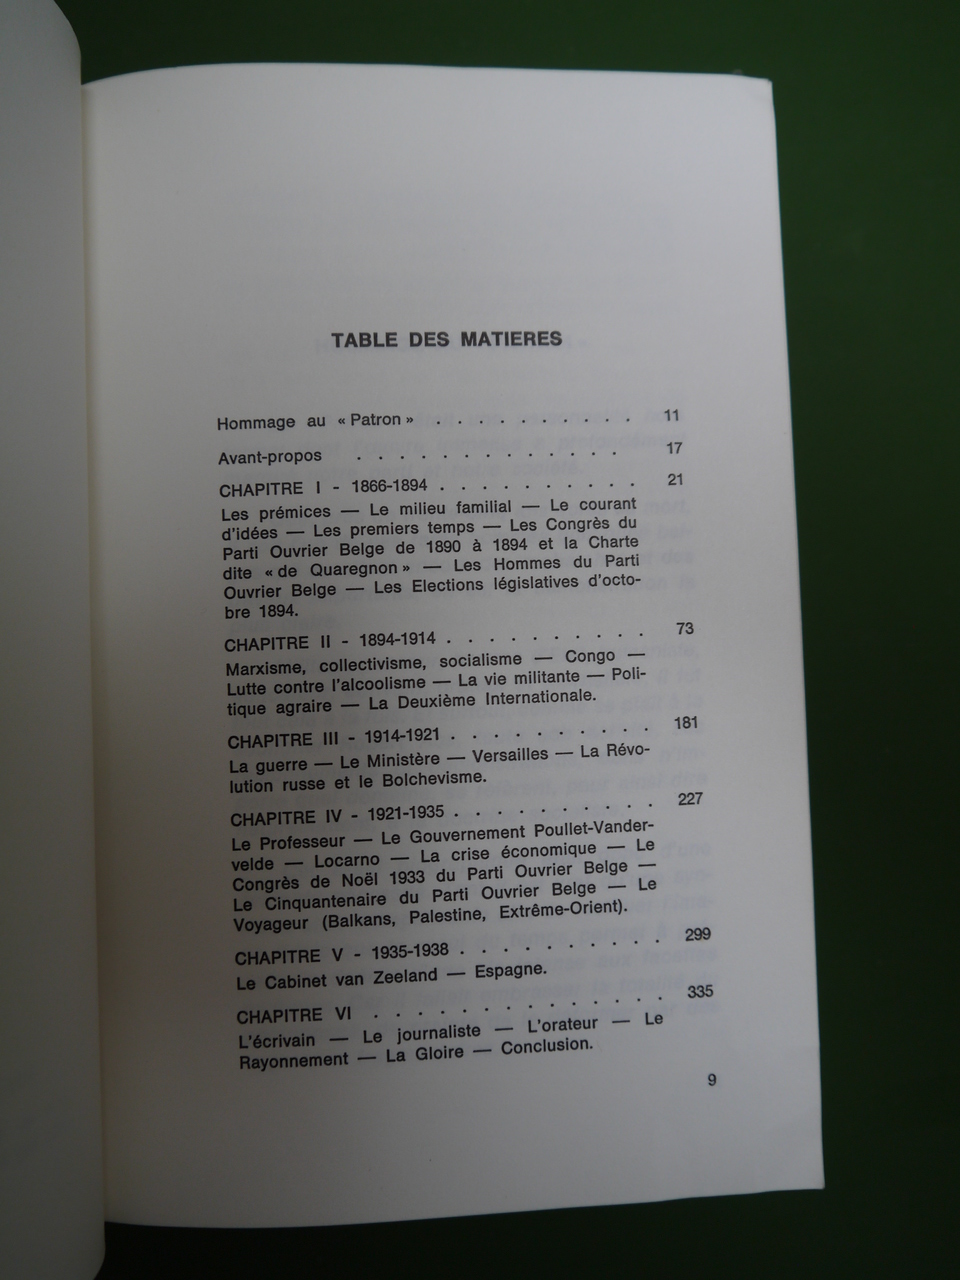 TABLE DES MATIERES
Hommage au « Patron » . . . . . . . . . . 11
Avant-propos . . . . . . . . . . 17
CHAPITRE I - 1866-1894 . . . . . . . . . . 21
Les prémices — Le milieu familial — Le courant
d'idées — Les premiers temps — Les Congrès du
Parti Ouvrier Belge de 1890 à 1894 et la Charte
dite « de Quaregnon » — Les Hommes du Parti
Ouvrier Belge — Les Elections législatives d'octo-
bre 1894.
CHAPITRE II - 1894-1914 . . . . . . . . . . 73
Marxisme, collectivisme, socialisme — Congo —
Lutte contre l'alcoolisme — La vie militante — Poli-
tique agraire — La Deuxième Internationale.
CHAPITRE III - 1914-1921 . . . . . . . . . . 181
La guerre — Le Ministère — Versailles — La Révo-
lution russe et le Bolchevisme.
CHAPITRE IV - 1921-1935 . . . . . . . . . . 227
Le Professeur — Le Gouvernement Poullet-Vander-
velde — Locarno — La crise économique — Le
Congrès de Noël 1933 du Parti Ouvrier Belge —
Le Cinquantenaire du Parti Ouvrier Belge — Le
Voyageur (Balkans, Palestine, Extrême-Orient).
CHAPITRE V - 1935-1938 . . . . . . . . . . 299
Le Cabinet van Zeeland — Espagne.
CHAPITRE VI . . . . . . . . . . . 335
L'écrivain — Le journaliste — L'orateur — Le
Rayonnement — La Gloire — Conclusion.
9